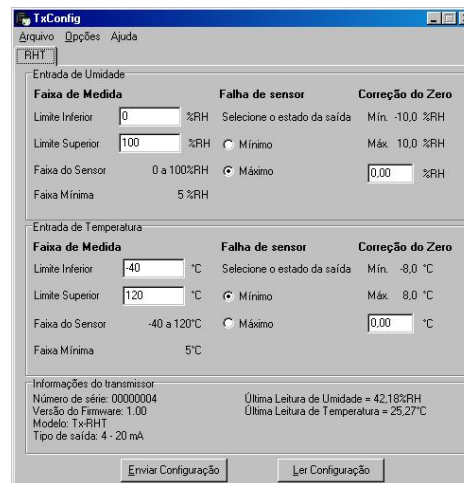 TxConfig
Arquivo Opções Ajuda
RHT
Entrada de Umidade
Faixa de Medida Falha de sensor Correção do Zero
Limite Inferior 0 %RH Selecione o estado da saída Mín. -10,0 %RH
Limite Superior 100 %RH Mínimo Máx. 10,0 %RH
Faixa do Sensor 0 a 100%RH Máximo 0,00 %RH
Faixa Mínima 5 %RH
Entrada de Temperatura
Faixa de Medida Falha de sensor Correção do Zero
Limite Inferior -40 °C Selecione o estado da saída Mín. -8,0 °C
Limite Superior 120 °C Mínimo Máx. 8,0 °C
Faixa do Sensor -40 a 120°C Máximo 0,00 °C
Faixa Mínima 5°C
Informações do transmissor
Número de série: 00000004 Última Leitura de Umidade = 42,18%RH
Versão do Firmware: 1.00 Última Leitura de Temperatura = 25,27°C
Modelo: Tx-RHT
Tipo de saída: 4 - 20 mA
Enviar Configuração Ler Configuração